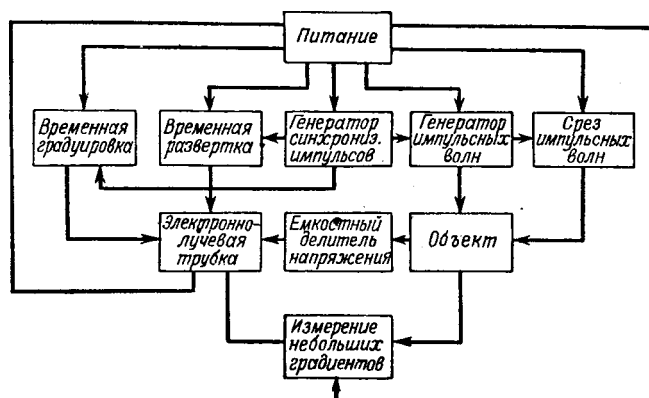 Питание
Временная
градуировка
Временная
развертка
Генератор
синхрониз.
импульсов
Генератор
импульсных
волн
Срез
импульсных
волн
Электронно-
лучевая
трубка
Емкостный
делитель
напряжения
Объект
Измерение
небольших
градиентов